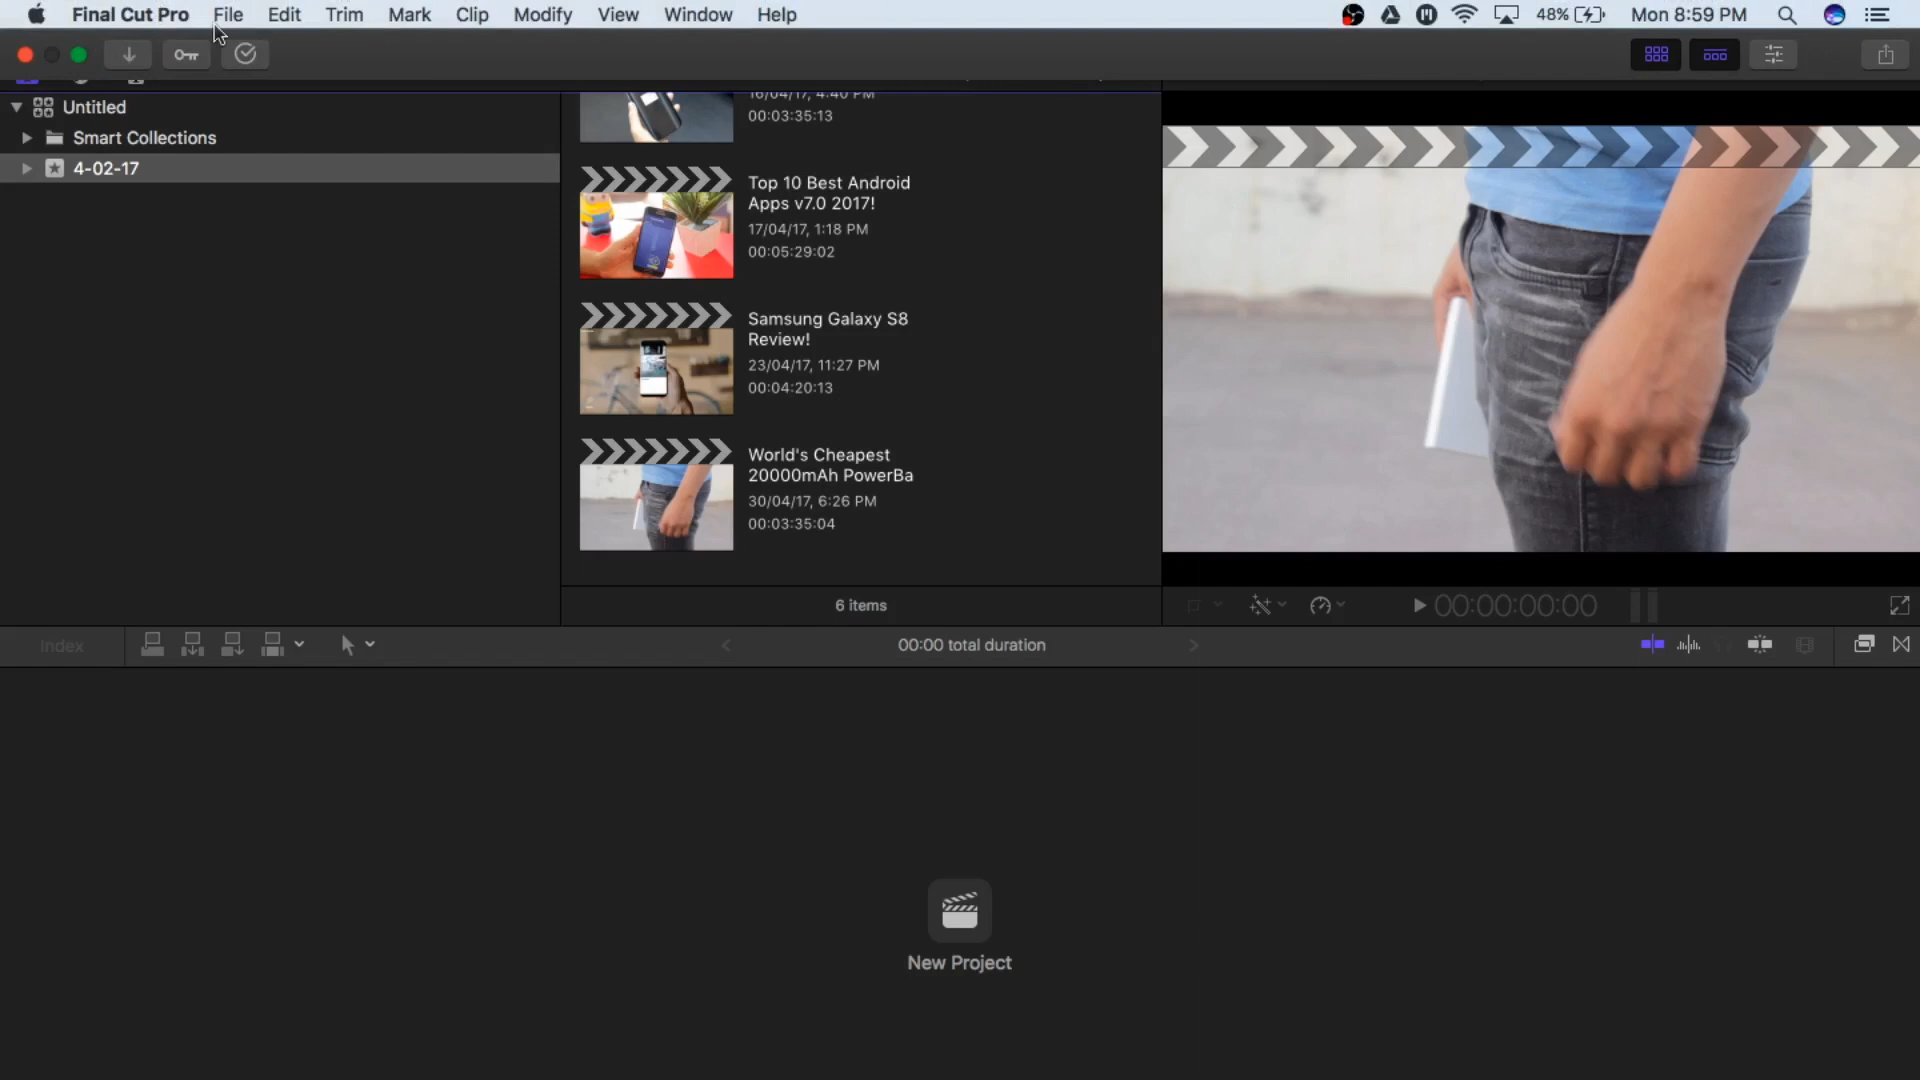 Final Cut Pro File Edit Trim Mark Clip Modify View Window Help 48% Mon 8:59 PM
Untitled
Smart Collections
4-02-17
16/04/17, 4:40 PM
00:03:35:13
Top 10 Best Android
Apps v7.0 2017!
17/04/17, 1:18 PM
00:05:29:02
Samsung Galaxy S8
Review!
23/04/17, 11:27 PM
00:04:20:13
World's Cheapest
20000mAh PowerBa
30/04/17, 6:26 PM
00:03:35:04
6 items
00:00:00:00
Index
00:00 total duration
New Project